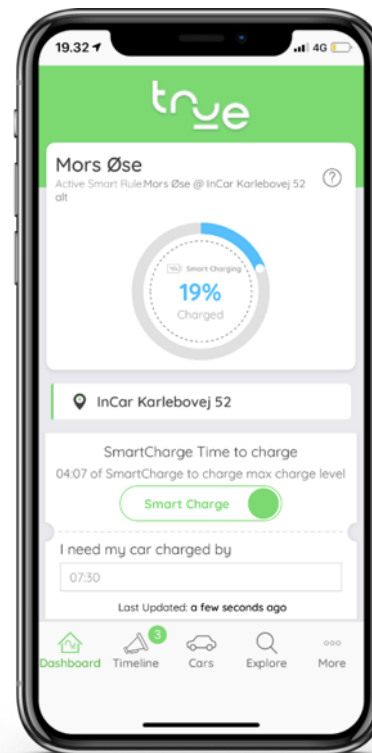 19.32
4G
true
Mors Øse
Active Smart Rule:Mors Øse @ InCar Karlebovej 52
alt
Smart Charging
19%
Charged
InCar Karlebovej 52
SmartCharge Time to charge
04:07 of SmartCharge to charge max charge level
Smart Charge
I need my car charged by
07:30
Last Updated: a few seconds ago
3
Dashboard Timeline Cars Explore More